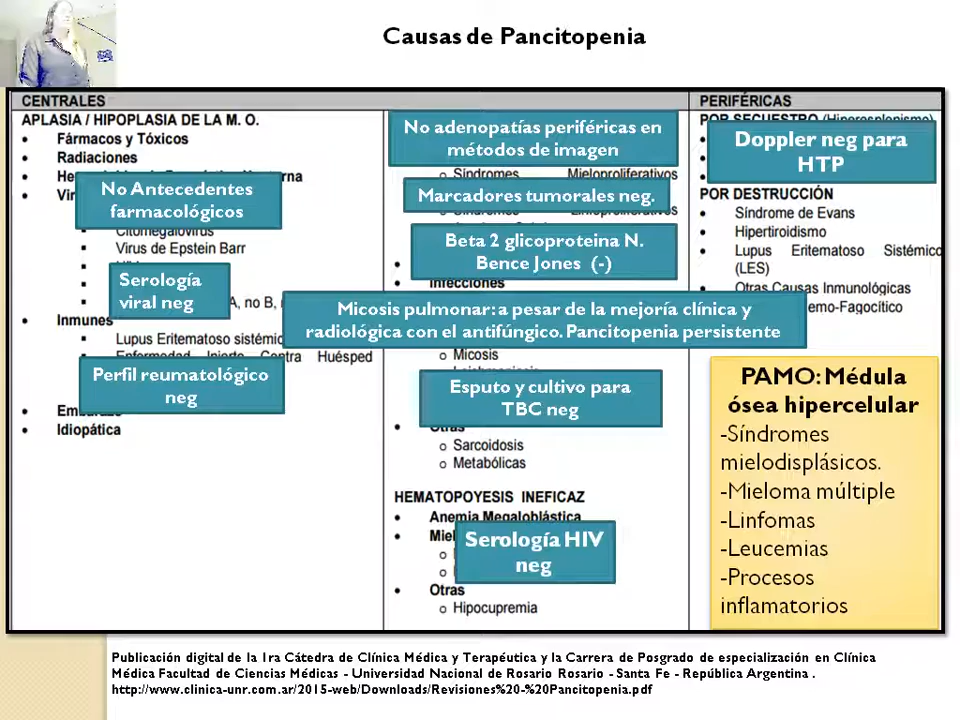 Causas de Pancitopenia
CENTRALES
APLASIA / HIPOPLASIA DE LA M. O.
Fármacos y Tóxicos
Radiaciones
No Antecedentes
farmacológicos
Citomegalovirus
Virus de Epstein Barr
Serología
viral neg
A, no B,
Inmunes
Lupus Eritematoso sistémic
Enfermedad Injerto Contra Huésped
Perfil reumatológico
neg
Embarazo
Idiopática
No adenopatías periféricas en
métodos de imagen
Síndromes Mieloproliferativos
Marcadores tumorales neg.
Síndromes Linfoproliferativos
Beta 2 glicoproteina N.
Bence Jones (-)
Infecciones
Micosis pulmonar: a pesar de la mejoría clínica y
radiológica con el antifúngico. Pancitopenia persistente
Micosis
Leishmaniosis
Esputo y cultivo para
TBC neg
Otras
Sarcoidosis
Metabólicas
HEMATOPOYESIS INEFICAZ
Anemia Megaloblástica
Miel
Serología HIV
neg
Otras
Hipocupremia
PERIFÉRICAS
POR SECUESTRO (Hiperesplenismo)
Doppler neg para
HTP
POR DESTRUCCIÓN
Síndrome de Evans
Hipertiroidismo
Lupus Eritematoso Sistémico
(LES)
Otras Causas Inmunológicas
emo-Fagocítico
PAMO: Médula
ósea hipercelular
-Síndromes
mielodisplásicos.
-Mieloma múltiple
-Linfomas
-Leucemias
-Procesos
inflamatorios
Publicación digital de la 1ra Cátedra de Clínica Médica y Terapéutica y la Carrera de Posgrado de especialización en Clínica
Médica Facultad de Ciencias Médicas - Universidad Nacional de Rosario Rosario - Santa Fe - República Argentina .
http://www.clinica-unr.com.ar/2015-web/Downloads/Revisiones%20-%20Pancitopenia.pdf